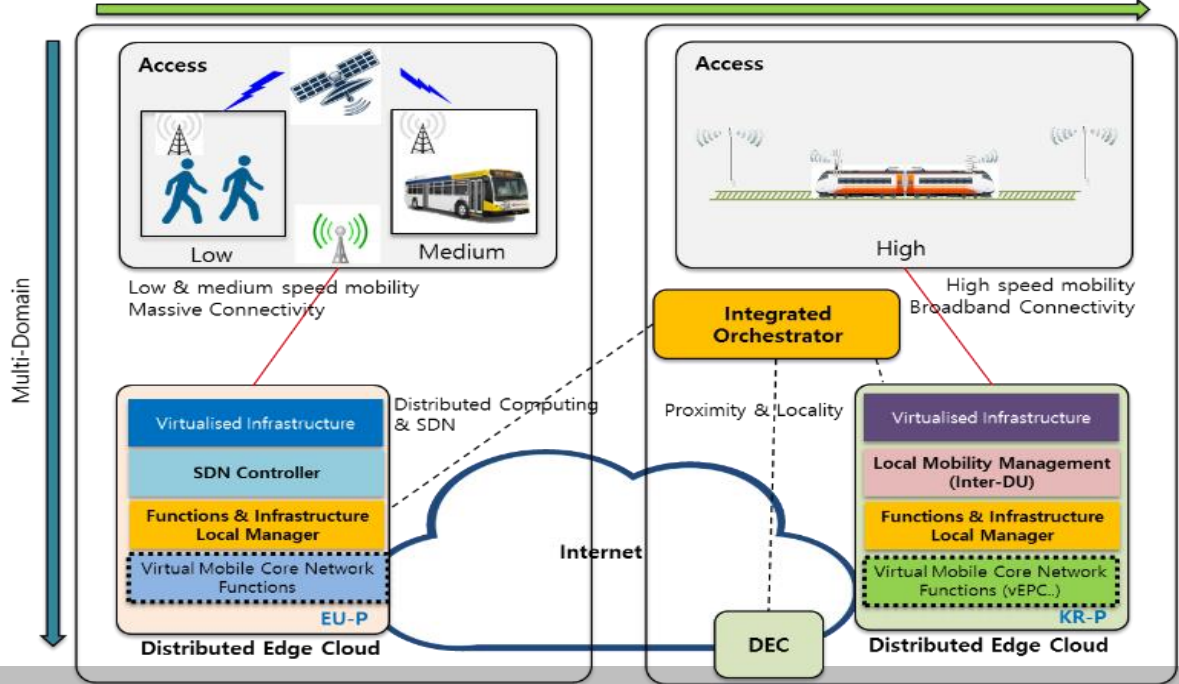 Multi-Domain
Access
Low
Medium
Low & medium speed mobility
Massive Connectivity
Distributed Computing
& SDN
Virtualised Infrastructure
SDN Controller
Functions & Infrastructure
Local Manager
Virtual Mobile Core Network
Functions
EU-P
Distributed Edge Cloud
Internet
Access
High
High speed mobility
Broadband Connectivity
Integrated
Orchestrator
Proximity & Locality
Virtualised Infrastructure
Local Mobility Management
(Inter-DU)
Functions & Infrastructure
Local Manager
Virtual Mobile Core Network
Functions (vEPC..)
KR-P
Distributed Edge Cloud
DEC